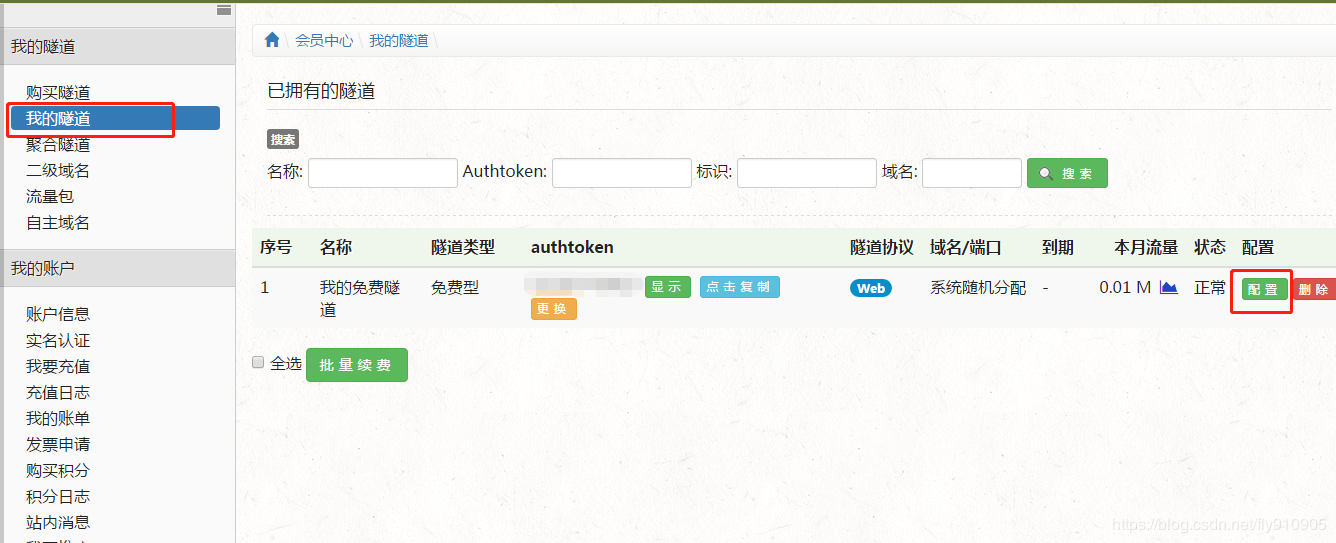 我的隧道
购买隧道
我的隧道
聚合隧道
二级域名
流量包
自主域名
我的账户
账户信息
实名认证
我要充值
充值日志
我的账单
发票申请
购买积分
积分日志
站内消息
会员中心 \ 我的隧道 \
已拥有的隧道
搜索
名称: Authtoken: 标识: 域名: 搜索
序号 名称 隧道类型 authtoken 隧道协议 域名/端口 到期 本月流量 状态 配置
1 我的免费隧道 免费型 显示 点击复制 更换 Web 系统随机分配 - 0.01 M 正常 配置 删除
全选 批量续费
https://blog.csdn.net/fly910905